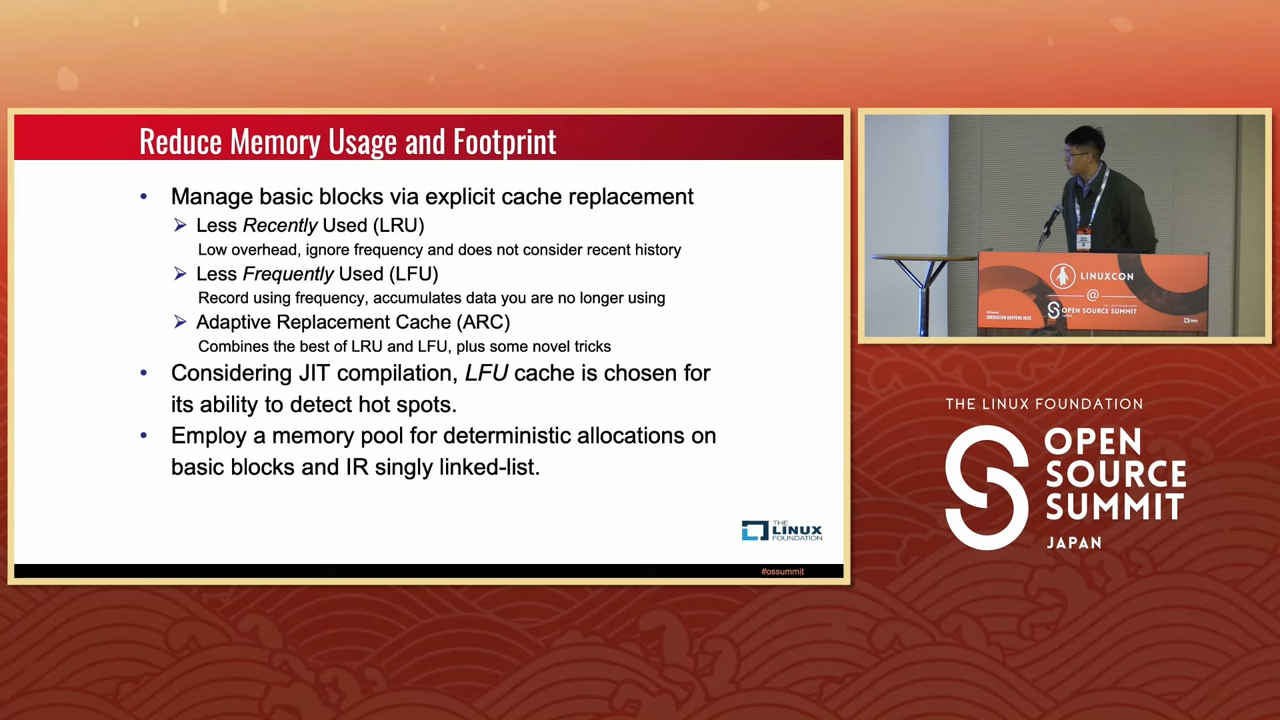 Reduce Memory Usage and Footprint
• Manage basic blocks via explicit cache replacement
➢ Less Recently Used (LRU)
Low overhead, ignore frequency and does not consider recent history
➢ Less Frequently Used (LFU)
Record using frequency, accumulates data you are no longer using
➢ Adaptive Replacement Cache (ARC)
Combines the best of LRU and LFU, plus some novel tricks
• Considering JIT compilation, LFU cache is chosen for
its ability to detect hot spots.
• Employ a memory pool for deterministic allocations on
basic blocks and IR singly linked-list.
THE
LINUX
FOUNDATION
#ossummit
LINUXCON
@
OPEN SOURCE SUMMIT
INNOVATION HAPPENS HERE
THE LINUX FOUNDATION
OPEN
SOURCE
SUMMIT
JAPAN